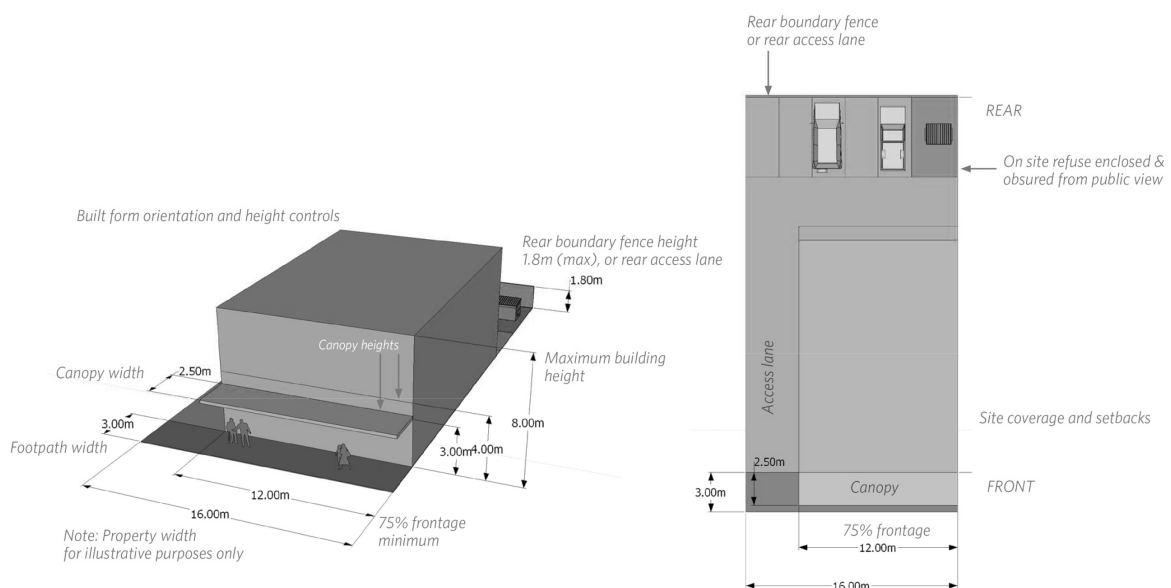 Built form orientation and height controls
Rear boundary fence height
1.8m (max), or rear access lane
1.80m
Canopy heights
Maximum building
height
Canopy width
2.50m
3.00m
Footpath width
8.00m
4.00m
3.00m
12.00m
16.00m
75% frontage
minimum
Note: Property width
for illustrative purposes only
Rear boundary fence
or rear access lane
REAR
On site refuse enclosed &
obsured from public view
Access lane
Site coverage and setbacks
2.50m
3.00m
Canopy
FRONT
75% frontage
12.00m
16.00m